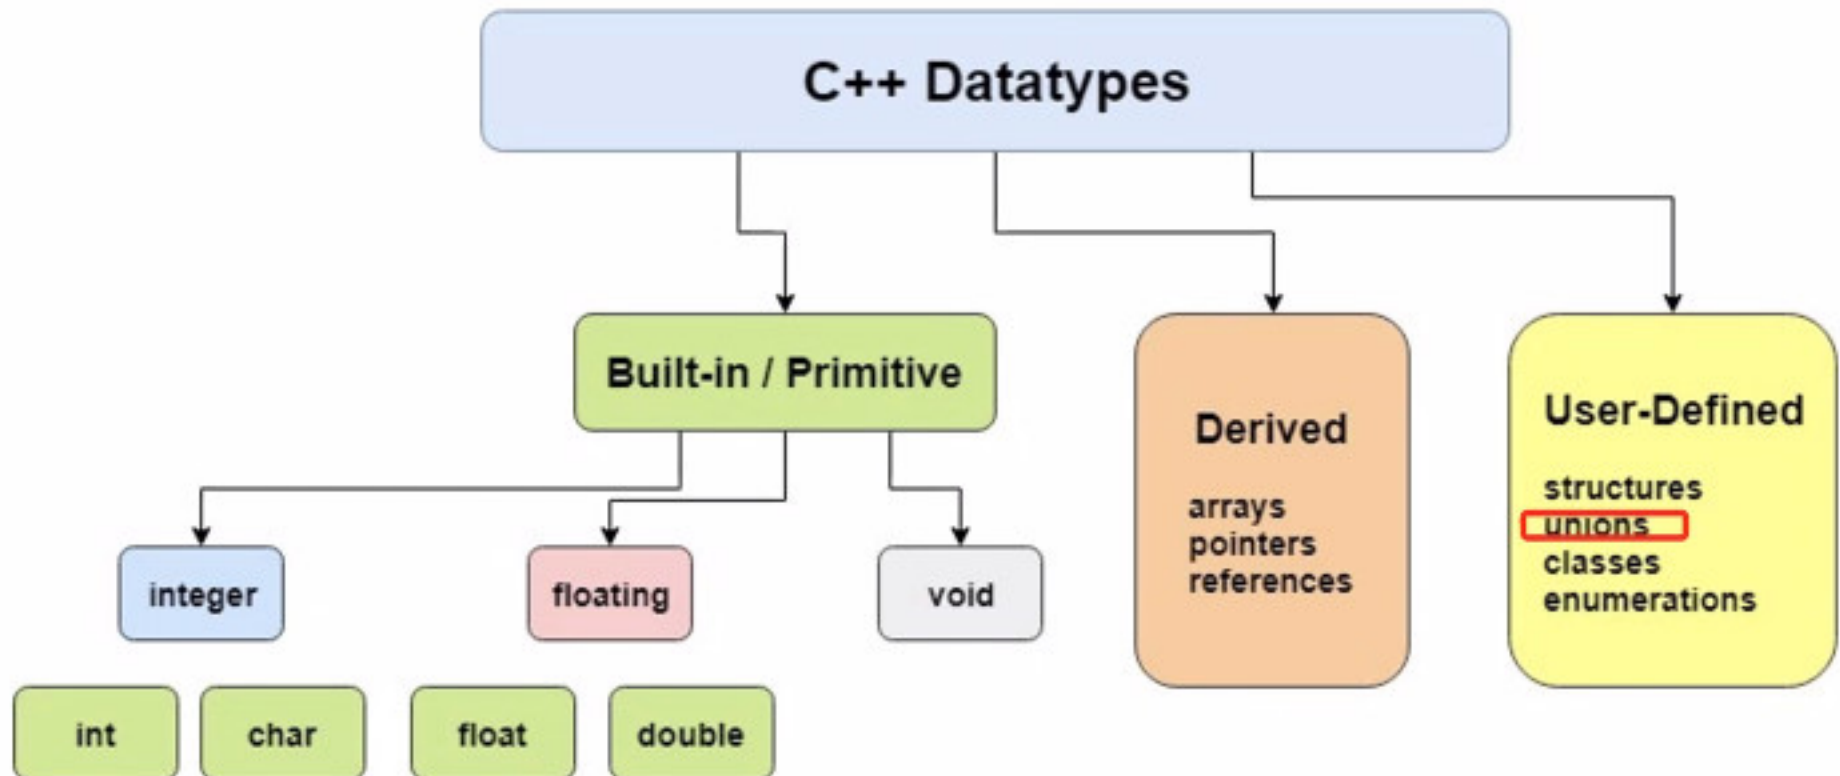 C++ Datatypes
Built-in / Primitive
Derived
arrays
pointers
references
User-Defined
structures
unions
classes
enumerations
integer
floating
void
int
char
float
double